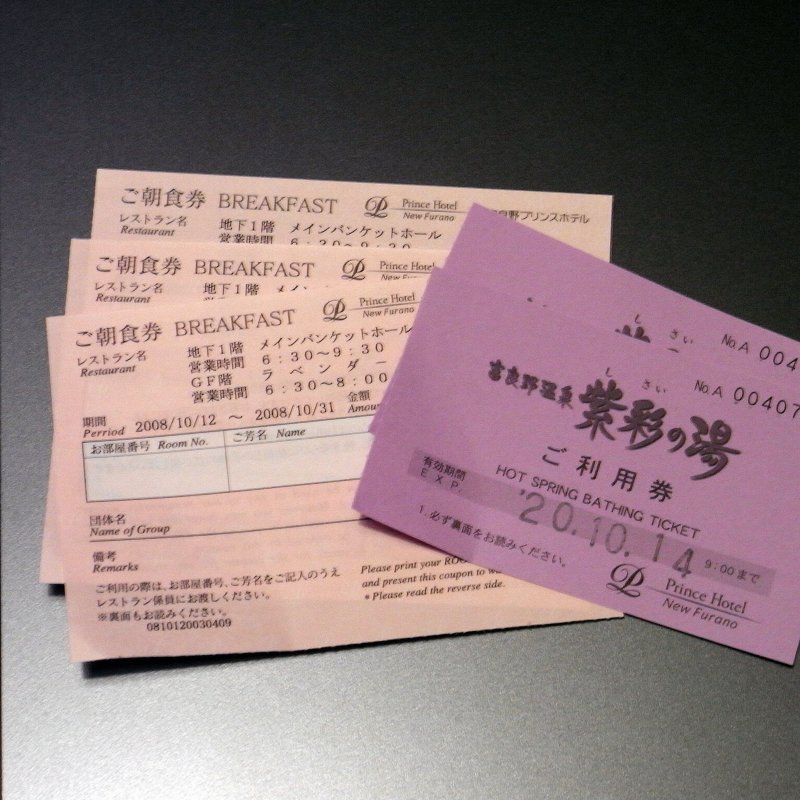 ご朝食券 BREAKFAST Prince Hotel New Furano 良野プリンスホテル
レストラン名 Restaurant 地下1階 メインバンケットホール
営業時間 6:30~9:30
ご朝食券 BREAKFAST Prince Hotel
レストラン名 Restaurant 地下1階
ご朝食券 BREAKFAST Prince Hotel New Furano
レストラン名 Restaurant 地下1階 メインバンケットホール
営業時間 6:30~9:30
GF階 ラベンダー
営業時間 6:30~8:00
期間 Perriod 2008/10/12 ~ 2008/10/31 金額
お部屋番号 Room No. ご芳名 Name
団体名
Name of Group
備考
Remarks
ご利用の際は、お部屋番号、ご芳名をご記入のうえ
レストラン係員にお渡しください。
※裏面もお読みください。
0810120030409
Please print your
and present this coupon to
* Please read the reverse side.
しさい
No.A 004
No.A 00407
しさい
富良野温泉 紫彩の湯
ご利用券
HOT SPRING BATHING TICKET
有効期間 EXP. '20.10.14 9:00まで
1.必ず裏面をお読みください。
Prince Hotel
New Furano